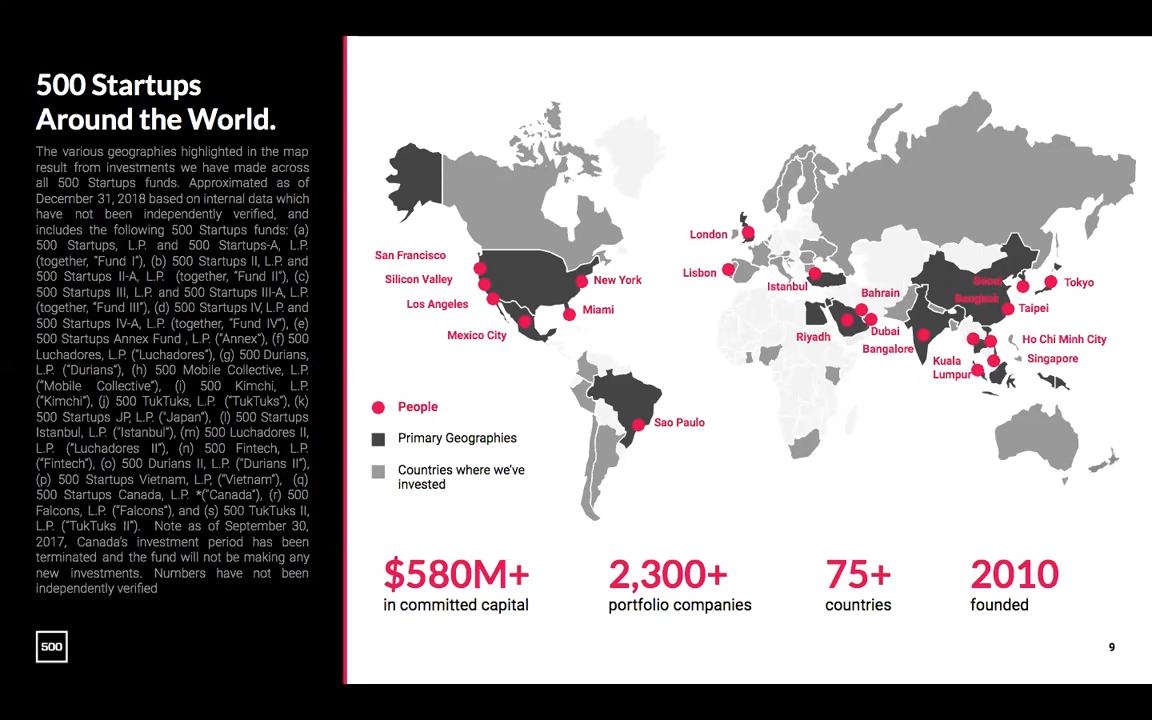 500 Startups
Around the World.
The various geographies highlighted in the map
result from investments we have made across
all 500 Startups funds. Approximated as of
December 31, 2018 based on internal data which
have not been independently verified, and
includes the following 500 Startups funds: (a)
500 Startups, L.P. and 500 Startups-A, L.P.
(together, “Fund I”), (b) 500 Startups II, L.P. and
500 Startups II-A, L.P. (together, “Fund II”), (c)
500 Startups III, L.P. and 500 Startups III-A, L.P.
(together, “Fund III”), (d) 500 Startups IV, L.P. and
500 Startups IV-A, L.P. (together, “Fund IV”), (e)
500 Startups Annex Fund , L.P. (“Annex”), (f) 500
Luchadores, L.P. (“Luchadores”), (g) 500 Durians,
L.P. (“Durians”), (h) 500 Mobile Collective, L.P.
(“Mobile Collective”), (i) 500 Kimchi, L.P.
(“Kimchi”), (j) 500 TukTuks, L.P. (“TukTuks”), (k)
500 Startups JP, L.P. (“Japan”), (l) 500 Startups
Istanbul, L.P. (“Istanbul”), (m) 500 Luchadores II,
L.P. (“Luchadores II”), (n) 500 Fintech, L.P.
(“Fintech”), (o) 500 Durians II, L.P. (“Durians II”),
(p) 500 Startups Vietnam, L.P, (“Vietnam”), (q)
500 Startups Canada, L.P. *(“Canada”), (r) 500
Falcons, L.P. (“Falcons”), and (s) 500 TukTuks II,
L.P. (“TukTuks II”). Note as of September 30,
2017, Canada’s investment period has been
terminated and the fund will not be making any
new investments. Numbers have not been
independently verified
500
San Francisco
Silicon Valley
Los Angeles
Mexico City
New York
Miami
Sao Paulo
London
Lisbon
Istanbul
Bahrain
Riyadh
Dubai
Bangalore
Seoul
Bangkok
Tokyo
Taipei
Ho Chi Minh City
Singapore
Kuala
Lumpur
People
Primary Geographies
Countries where we’ve
invested
$580M+
in committed capital
2,300+
portfolio companies
75+
countries
2010
founded
9